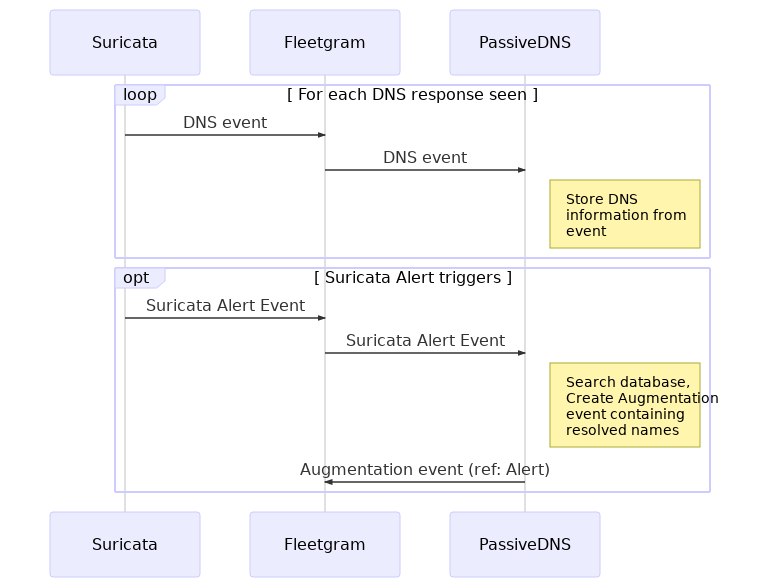 Suricata
Fleetgram
PassiveDNS
loop
[ For each DNS response seen ]
DNS event
DNS event
Store DNS
information from
event
opt
[ Suricata Alert triggers ]
Suricata Alert Event
Suricata Alert Event
Search database,
Create Augmentation
event containing
resolved names
Augmentation event (ref: Alert)
Suricata
Fleetgram
PassiveDNS